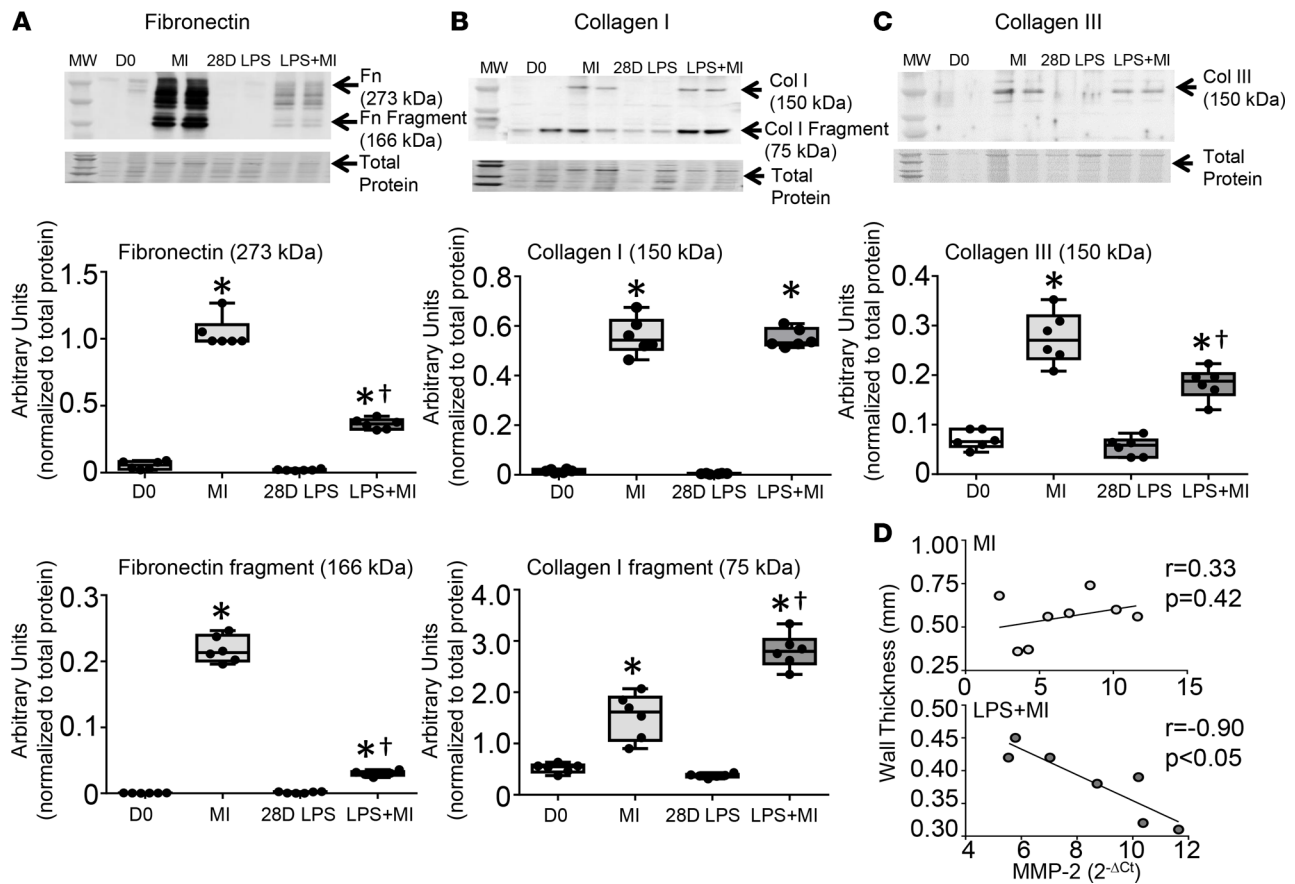 A
Fibronectin
MW D0 MI 28D LPS LPS+MI
Fn
(273 kDa)
Fn Fragment
(166 kDa)
Total
Protein
Fibronectin (273 kDa)
Arbitrary Units
(normalized to total protein)
1.5
1.0
0.5
0
*
*†
D0 MI 28D LPS LPS+MI
Fibronectin fragment (166 kDa)
Arbitrary Units
(normalized to total protein)
0.3
0.2
0.1
0
*
*†
D0 MI 28D LPS LPS+MI
B
Collagen I
MW D0 MI 28D LPS LPS+MI
Col I
(150 kDa)
Col I Fragment
(75 kDa)
Total
Protein
Collagen I (150 kDa)
Arbitrary Units
(normalized to total protein)
0.8
0.6
0.4
0.2
0
*
*
D0 MI 28D LPS LPS+MI
Collagen I fragment (75 kDa)
Arbitrary Units
(normalized to total protein)
4.0
3.0
2.0
1.0
0
*
*†
D0 MI 28D LPS LPS+MI
C
Collagen III
MW D0 MI 28D LPS LPS+MI
Col III
(150 kDa)
Total
Protein
Collagen III (150 kDa)
Arbitrary Units
(normalized to total protein)
0.4
0.3
0.2
0.1
0
*
*†
D0 MI 28D LPS LPS+MI
D
Wall Thickness (mm)
MI
1.00
0.75
0.50
0.25
r=0.33
p=0.42
0 5 10 15
LPS+MI
0.50
0.45
0.40
0.35
0.30
r=-0.90
p<0.05
4 6 8 10 12
MMP-2 (2-ΔCt)